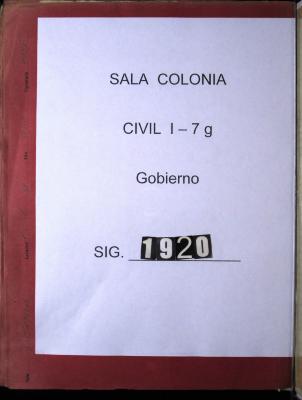 SALA COLONIA
CIVIL I – 7 g
Gobierno
SIG. 1920